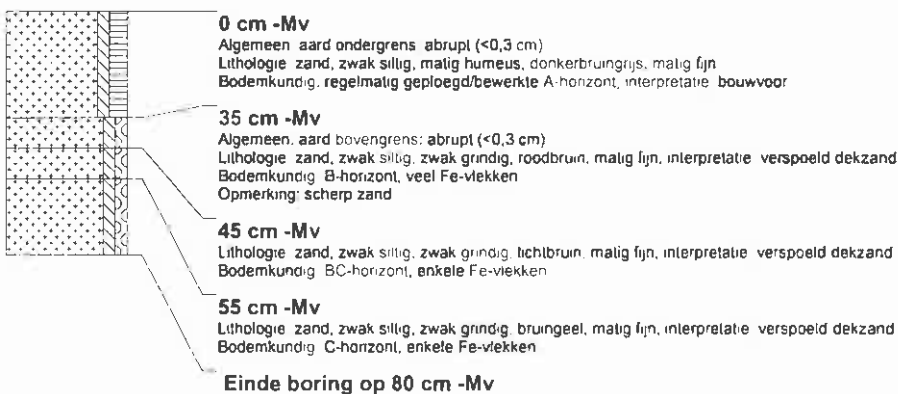 0 cm -Mv
Algemeen: aard ondergrens: abrupt (<0,3 cm)
Lithologie: zand, zwak siltig, matig humeus, donkerbruingrijs, matig fijn
Bodemkundig: regelmatig geploegd/bewerkte A-horizont, interpretatie: bouwvoor
35 cm -Mv
Algemeen: aard bovengrens: abrupt (<0,3 cm)
Lithologie: zand, zwak siltig, zwak grindig, roodbruin, matig fijn, interpretatie: verspoeld dekzand
Bodemkundig: B-horizont, veel Fe-vlekken
Opmerking: scherp zand
45 cm -Mv
Lithologie: zand, zwak siltig, zwak grindig, lichtbruin, matig fijn, interpretatie: verspoeld dekzand
Bodemkundig: BC-horizont, enkele Fe-vlekken
55 cm -Mv
Lithologie: zand, zwak siltig, zwak grindig, bruingeel, matig fijn, interpretatie: verspoeld dekzand
Bodemkundig: C-horizont, enkele Fe-vlekken
Einde boring op 80 cm -Mv